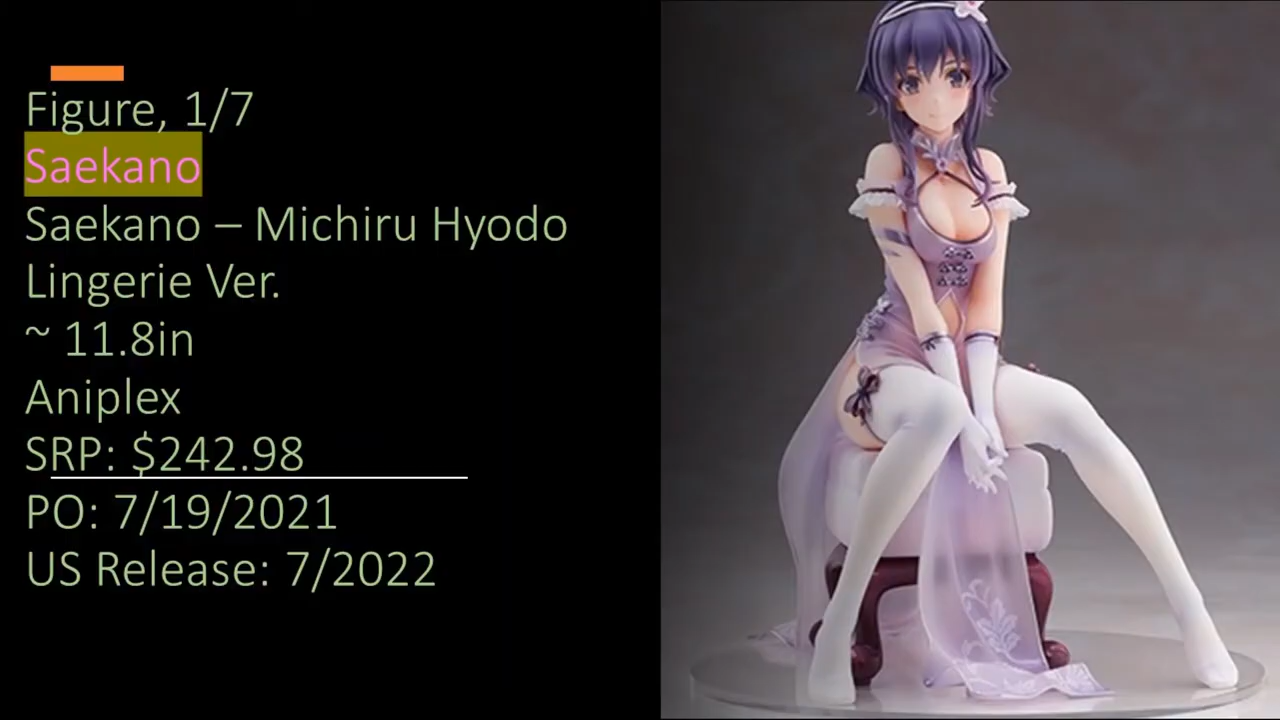 Figure, 1/7
Saekano
Saekano – Michiru Hyodo
Lingerie Ver.
~ 11.8in
Aniplex
SRP: $242.98
PO: 7/19/2021
US Release: 7/2022